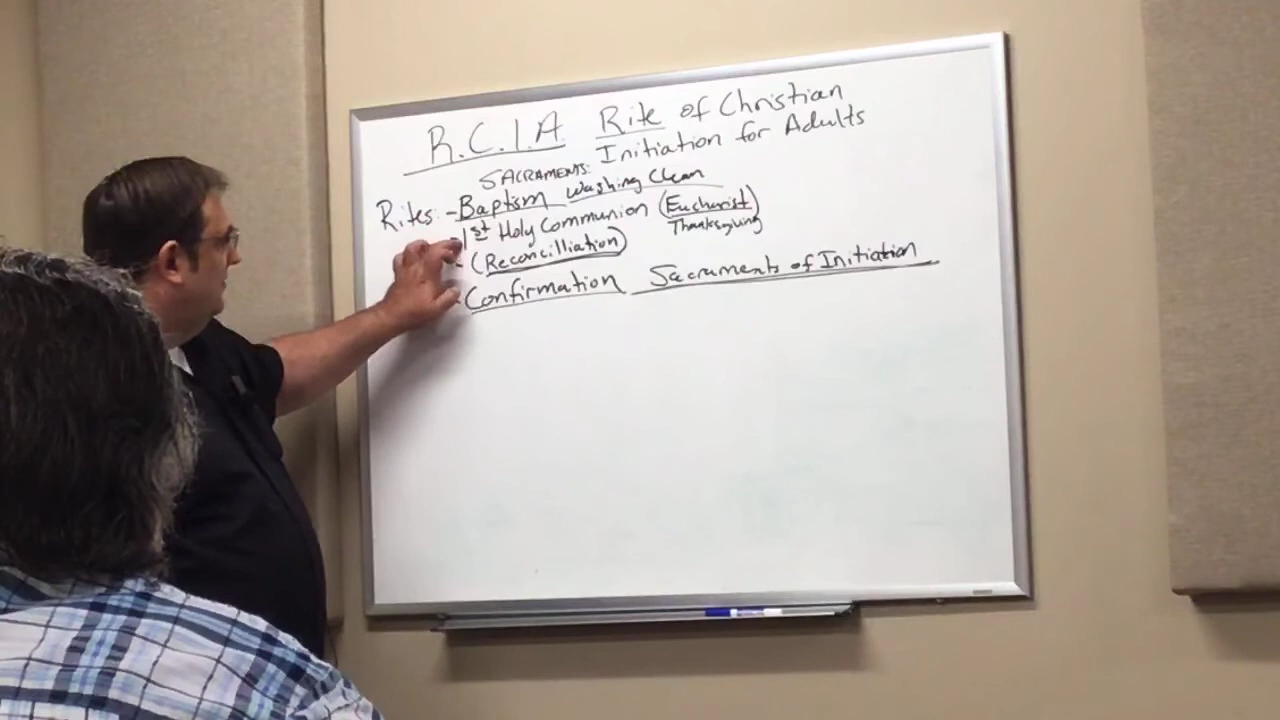 R.C.I.A. Rite of Christian
Initiation for Adults
SACRAMENTS:
Rites: - Baptism Washing Clean
1st Holy Communion (Eucharist)
Thanksgiving
- (Reconcilliation)
Confirmation Sacraments of Initiation